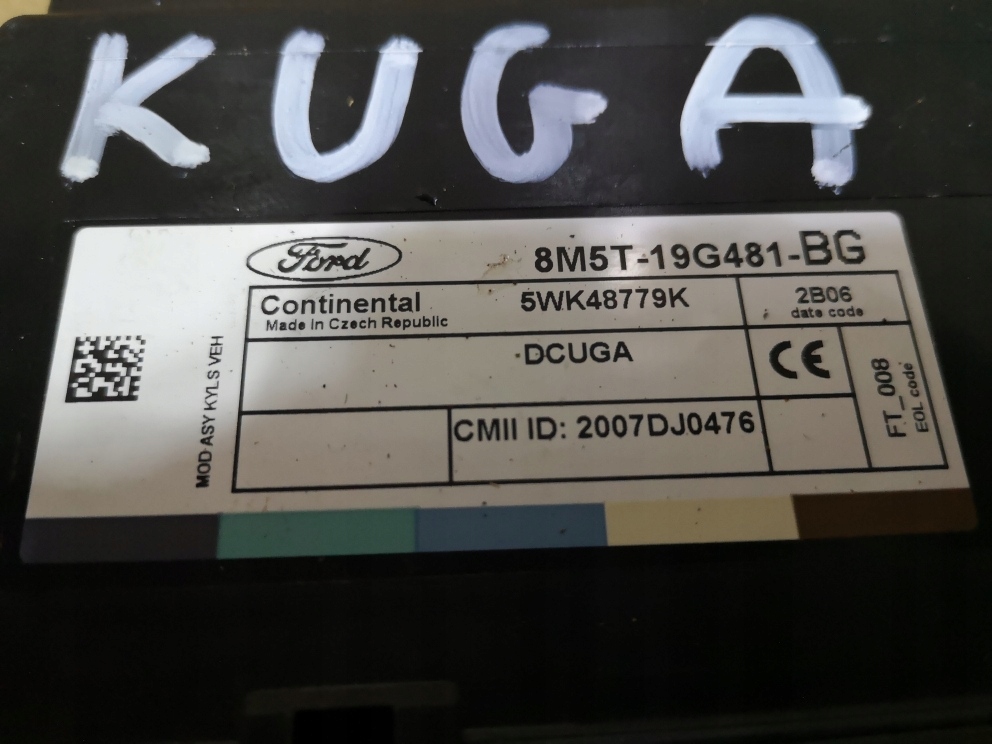 KUGA
Ford
8M5T-19G481-BG
Continental
Made in Czech Republic
5WK48779K
2B06
date code
DCUGA
CE
CMII ID: 2007DJ0476
FT_008
EOL code
MOD ASY KYLS VEH